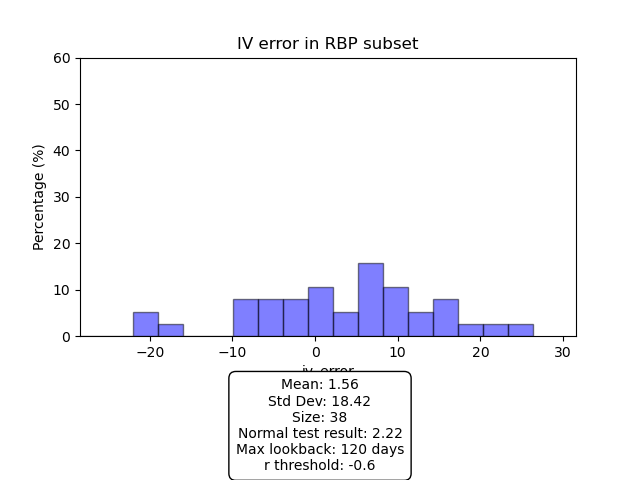 IV error in RBP subset
60
50
40
30
20
10
0
Percentage (%)
−20
−10
0
10
20
30
iv_error
Mean: 1.56
Std Dev: 18.42
Size: 38
Normal test result: 2.22
Max lookback: 120 days
r threshold: -0.6